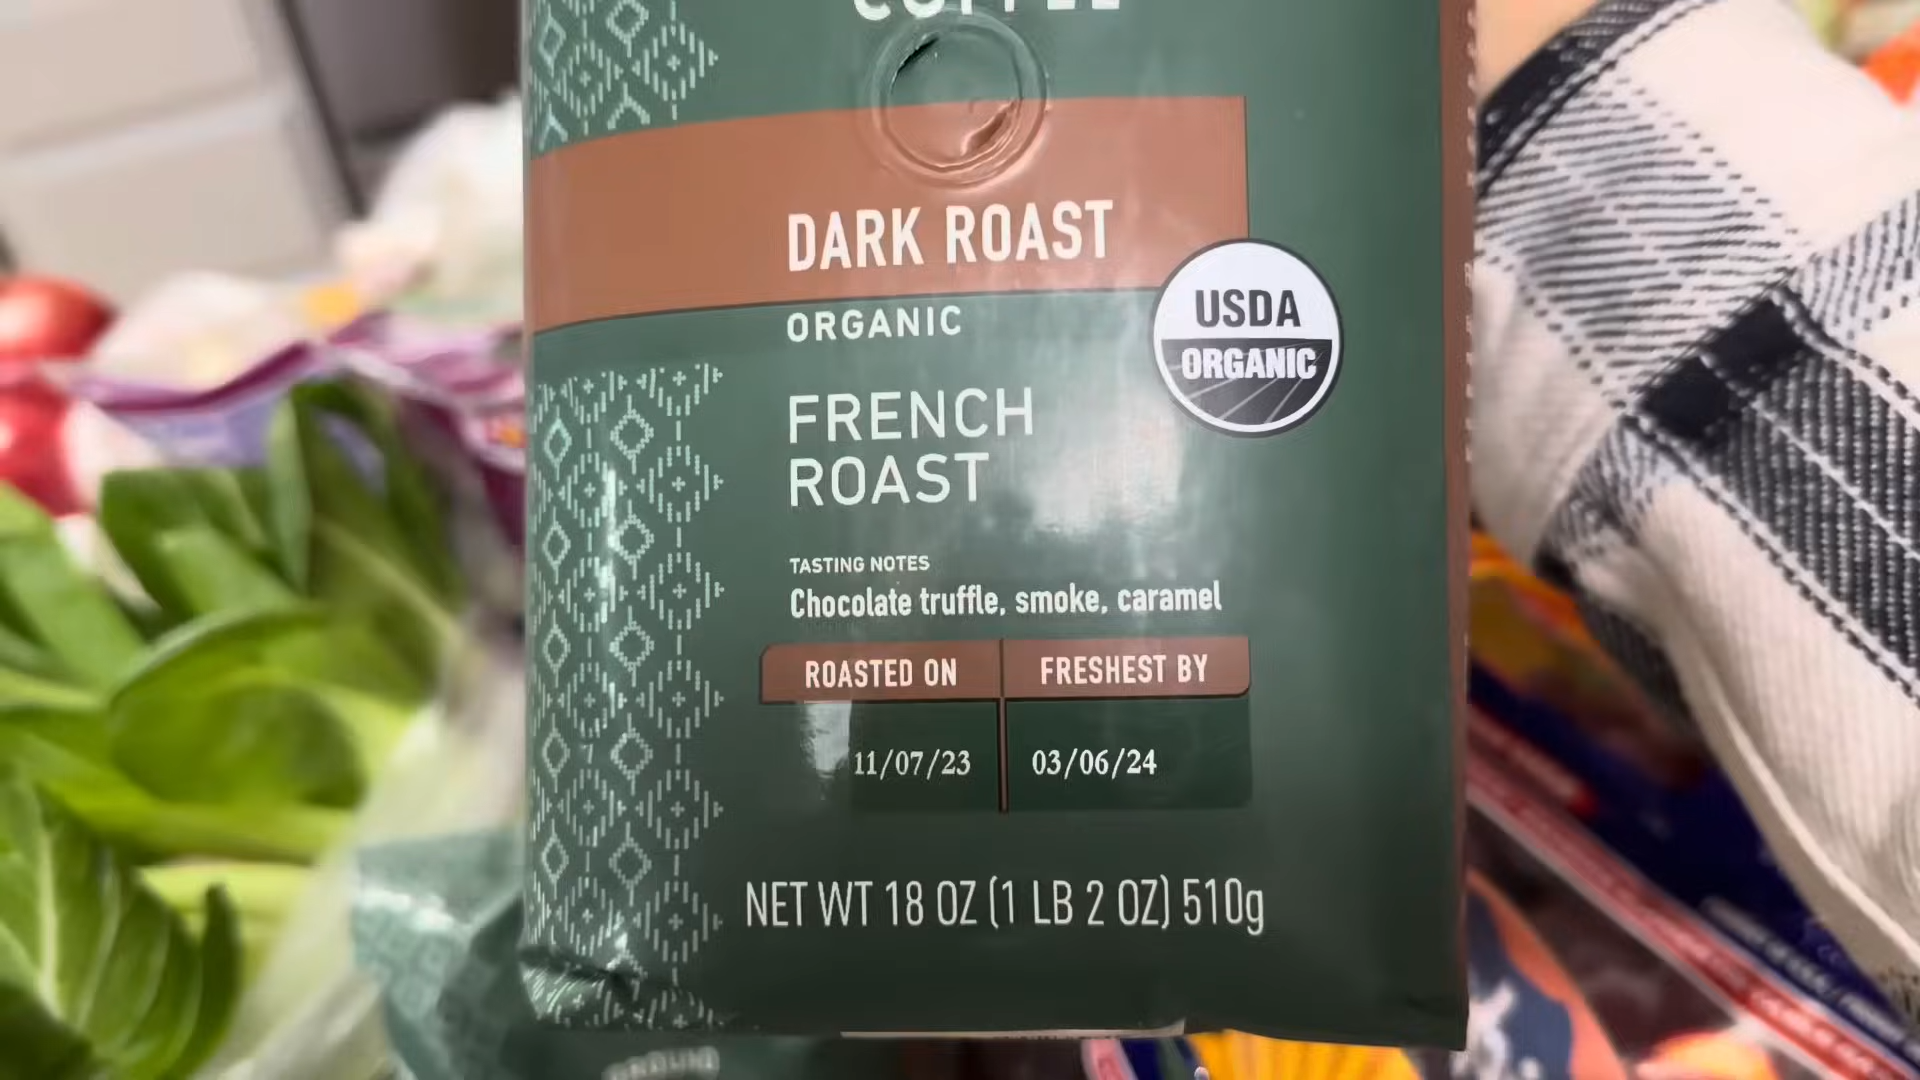 COFFEE
DARK ROAST
ORGANIC
USDA
ORGANIC
FRENCH
ROAST
TASTING NOTES
Chocolate truffle, smoke, caramel
ROASTED ON
FRESHEST BY
11/07/23
03/06/24
NET WT 18 OZ (1 LB 2 OZ) 510g